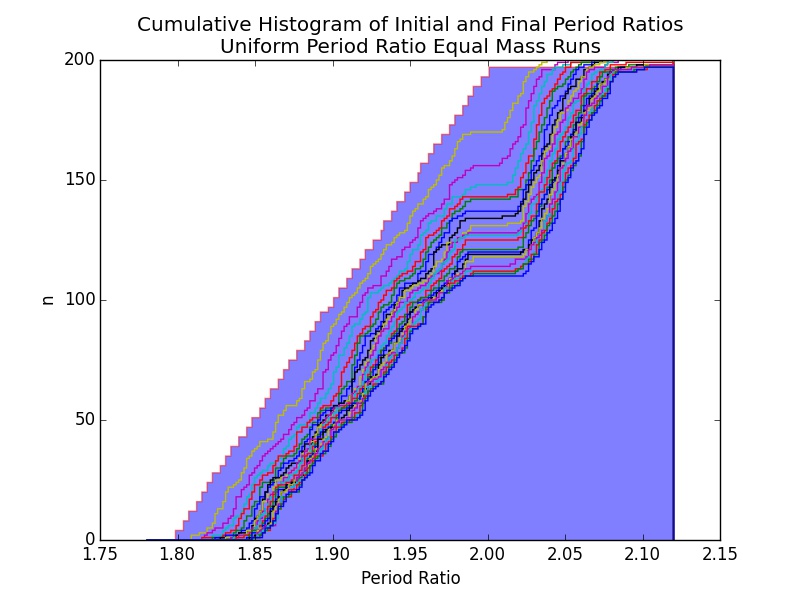 Cumulative Histogram of Initial and Final Period Ratios
Uniform Period Ratio Equal Mass Runs
200
150
100
50
0
n
1.75 1.80 1.85 1.90 1.95 2.00 2.05 2.10 2.15
Period Ratio